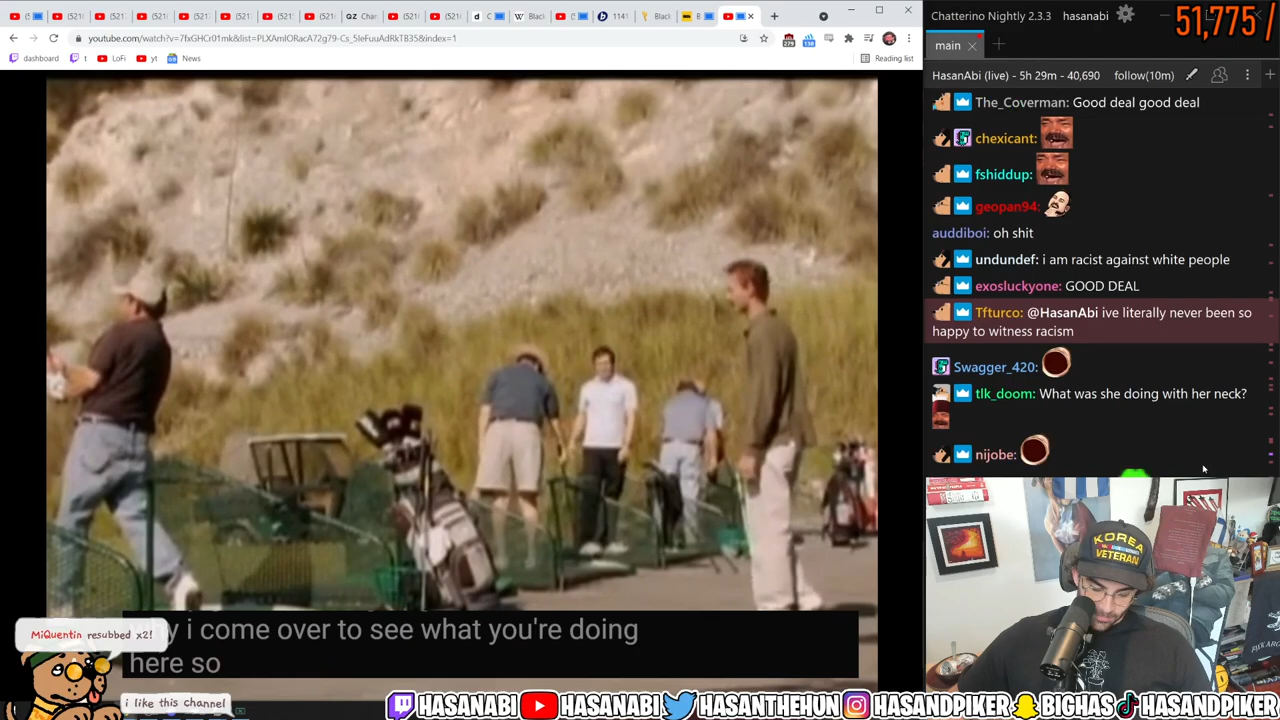 Chatterino Nightly 2.3.3
hasanabi
51,775 /
youtube.com/watch?v=7fxGHCr01mk&list=PLXAmIORacA72g79-Cs_5IeFuuAdRkTB35&index=1
279
138
dashboard
t
LoFi
yt
News
Reading list
main
HasanAbi (live) - 5h 29m - 40,690
follow(10m)
The_Coverman: Good deal good deal
chexicant:
fshiddup:
geopan94:
auddiboi: oh shit
undundef: i am racist against white people
exosluckyone: GOOD DEAL
Tfturco: @HasanAbi ive literally never been so
happy to witness racism
Swagger_420:
tlk_doom: What was she doing with her neck?
nijobe:
KOREA
VETERAN
why i come over to see what you're doing
here so
MiQuentin resubbed x2!
i like this channel
HASANABI
HASANABI
HASANTHEHUN
HASANDPIKER
BIGHAS
HASANDPIKER